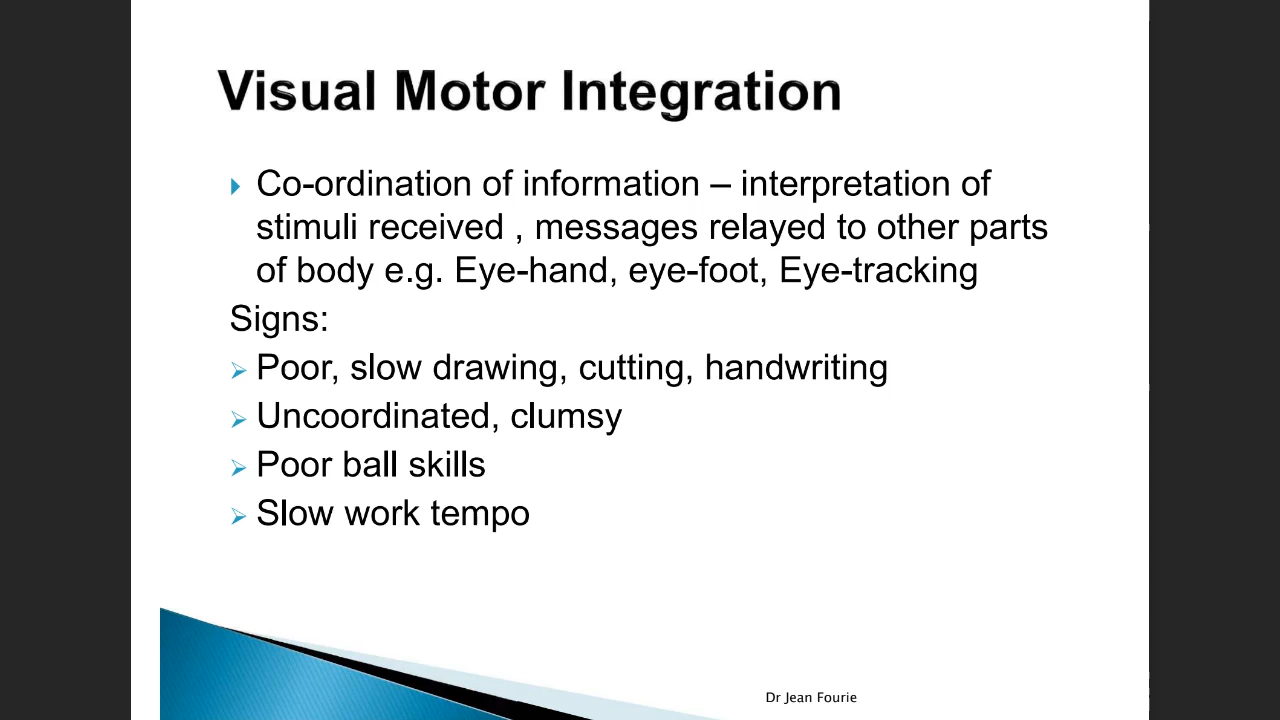 Visual Motor Integration
Co-ordination of information – interpretation of
stimuli received , messages relayed to other parts
of body e.g. Eye-hand, eye-foot, Eye-tracking
Signs:
Poor, slow drawing, cutting, handwriting
Uncoordinated, clumsy
Poor ball skills
Slow work tempo
Dr Jean Fourie